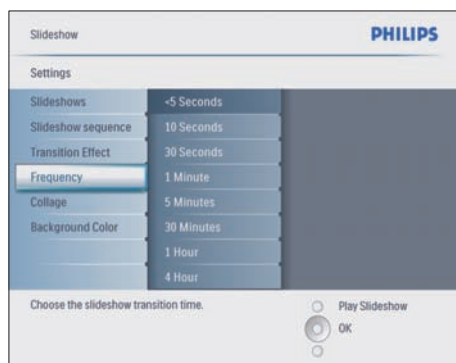 Slideshow
PHILIPS
Settings
Slideshows
<5 Seconds
Slideshow sequence
10 Seconds
Transition Effect
30 Seconds
Frequency
1 Minute
Collage
5 Minutes
Background Color
30 Minutes
1 Hour
4 Hour
Choose the slideshow transition time.
Play Slideshow
OK